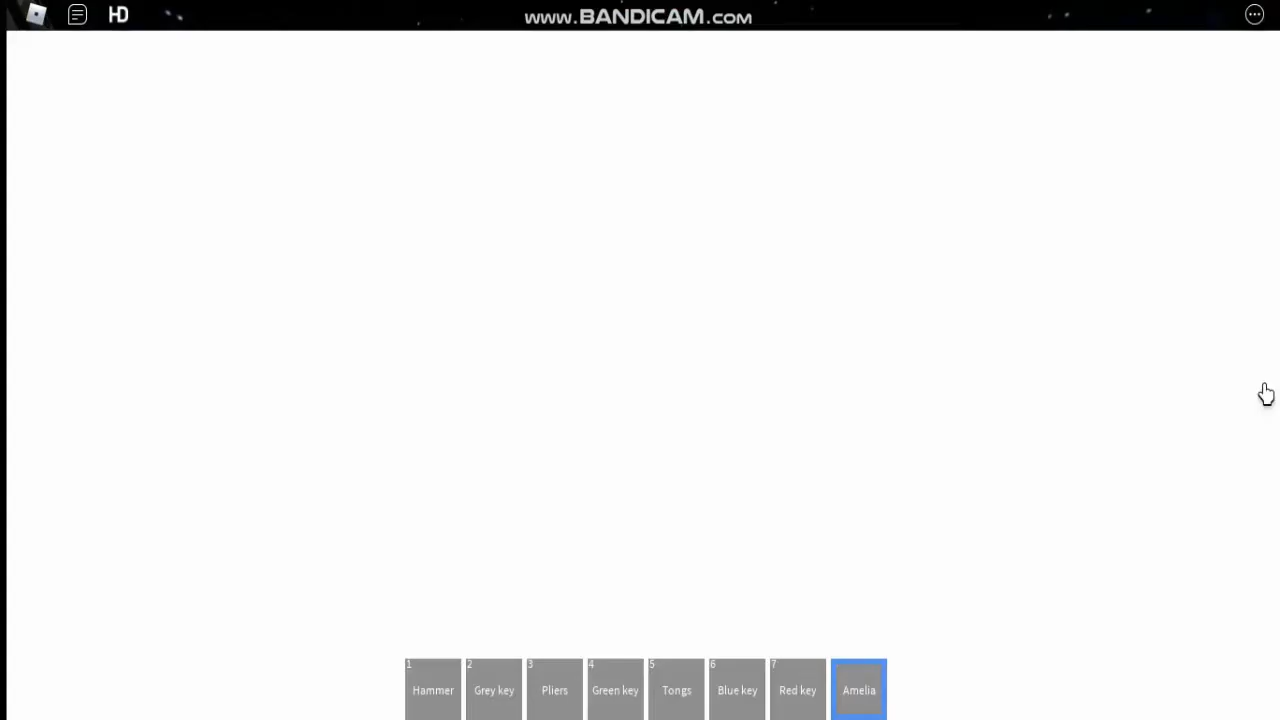 HD
www.BANDICAM.COM
1 2 3 4 5 6 7
Hammer Grey key Pliers Green key Tongs Blue key Red key Amelia